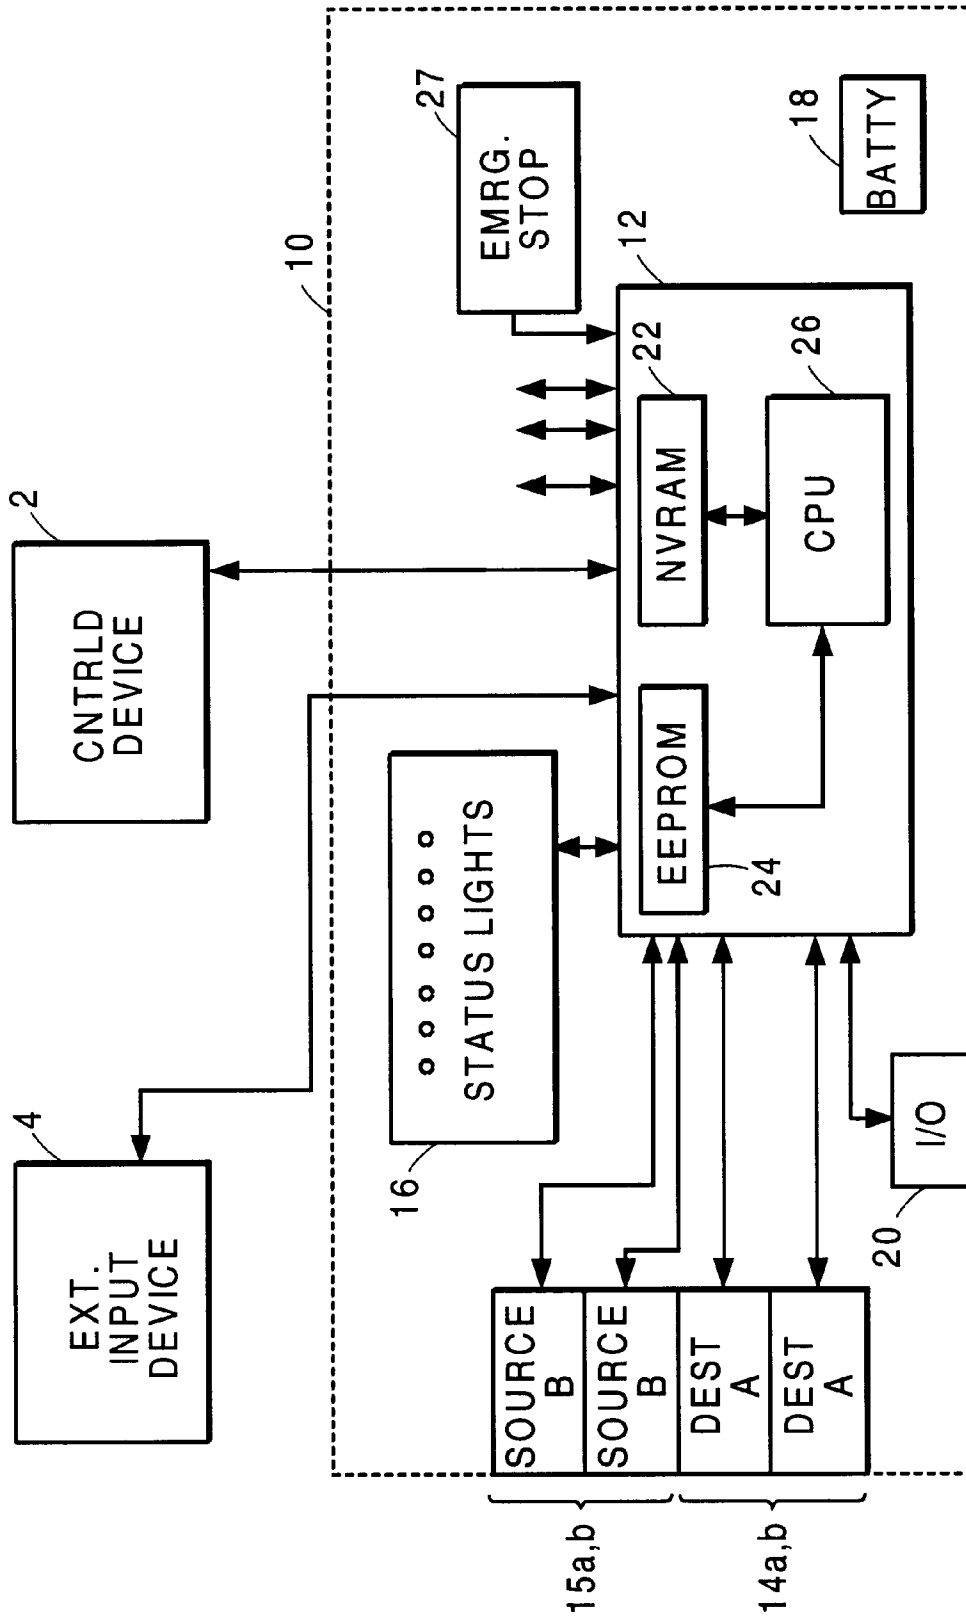 EXT.
INPUT
DEVICE
4
CNTRLD
DEVICE
2
10
STATUS LIGHTS
16
EMRG.
STOP
27
SOURCE
B
SOURCE
B
DEST
A
DEST
A
15a,b
14a,b
12
EEPROM
24
NVRAM
22
CPU
26
I/O
20
BATTY
18